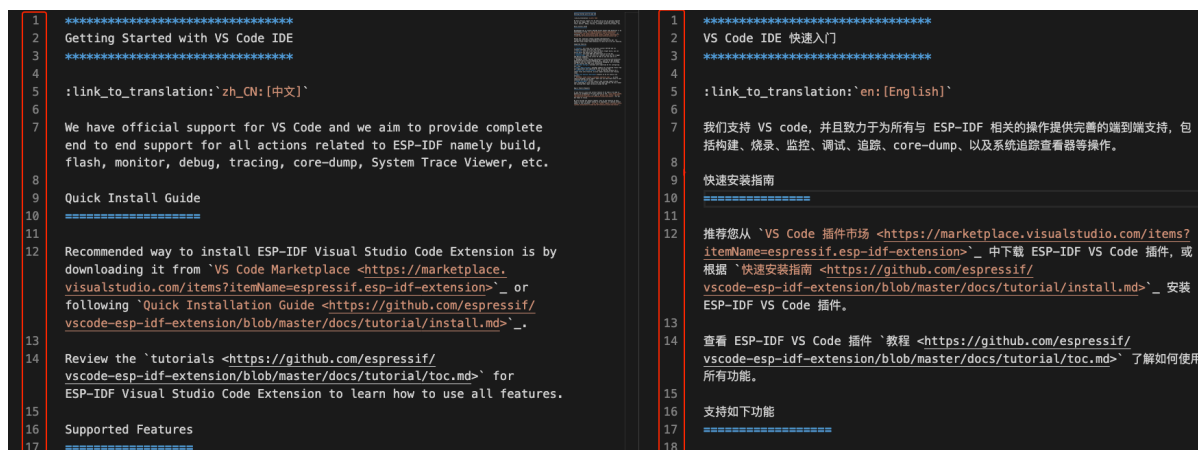 1 ********************************
2 Getting Started with VS Code IDE
3 ********************************
4
5 :link_to_translation:`zh_CN:[中文]`
6
7 We have official support for VS Code and we aim to provide complete
end to end support for all actions related to ESP-IDF namely build,
flash, monitor, debug, tracing, core-dump, System Trace Viewer, etc.
8
9 Quick Install Guide
10 ===================
11
12 Recommended way to install ESP-IDF Visual Studio Code Extension is by
downloading it from `VS Code Marketplace <https://marketplace.
visualstudio.com/items?itemName=espressif.esp-idf-extension>`_ or
following `Quick Installation Guide <https://github.com/espressif/
vscode-esp-idf-extension/blob/master/docs/tutorial/install.md>`_.
13
14 Review the `tutorials <https://github.com/espressif/
vscode-esp-idf-extension/blob/master/docs/tutorial/toc.md>` for
ESP-IDF Visual Studio Code Extension to learn how to use all features.
15
16 Supported Features
17 ==================
1 ********************************
2 VS Code IDE 快速入门
3 ********************************
4
5 :link_to_translation:`en:[English]`
6
7 我们支持 VS code，并且致力于为所有与 ESP-IDF 相关的操作提供完善的端到端支持，包
括构建、烧录、监控、调试、追踪、core-dump、以及系统追踪查看器等操作。
8
9 快速安装指南
10 ===============
11
12 推荐您从 `VS Code 插件市场 <https://marketplace.visualstudio.com/items?
itemName=espressif.esp-idf-extension>`_ 中下载 ESP-IDF VS Code 插件，或
根据 `快速安装指南 <https://github.com/espressif/
vscode-esp-idf-extension/blob/master/docs/tutorial/install.md>`_ 安装
ESP-IDF VS Code 插件。
13
14 查看 ESP-IDF VS Code 插件 `教程 <https://github.com/espressif/
vscode-esp-idf-extension/blob/master/docs/tutorial/toc.md>` 了解如何使用
所有功能。
15
16 支持如下功能
17 ==================
18